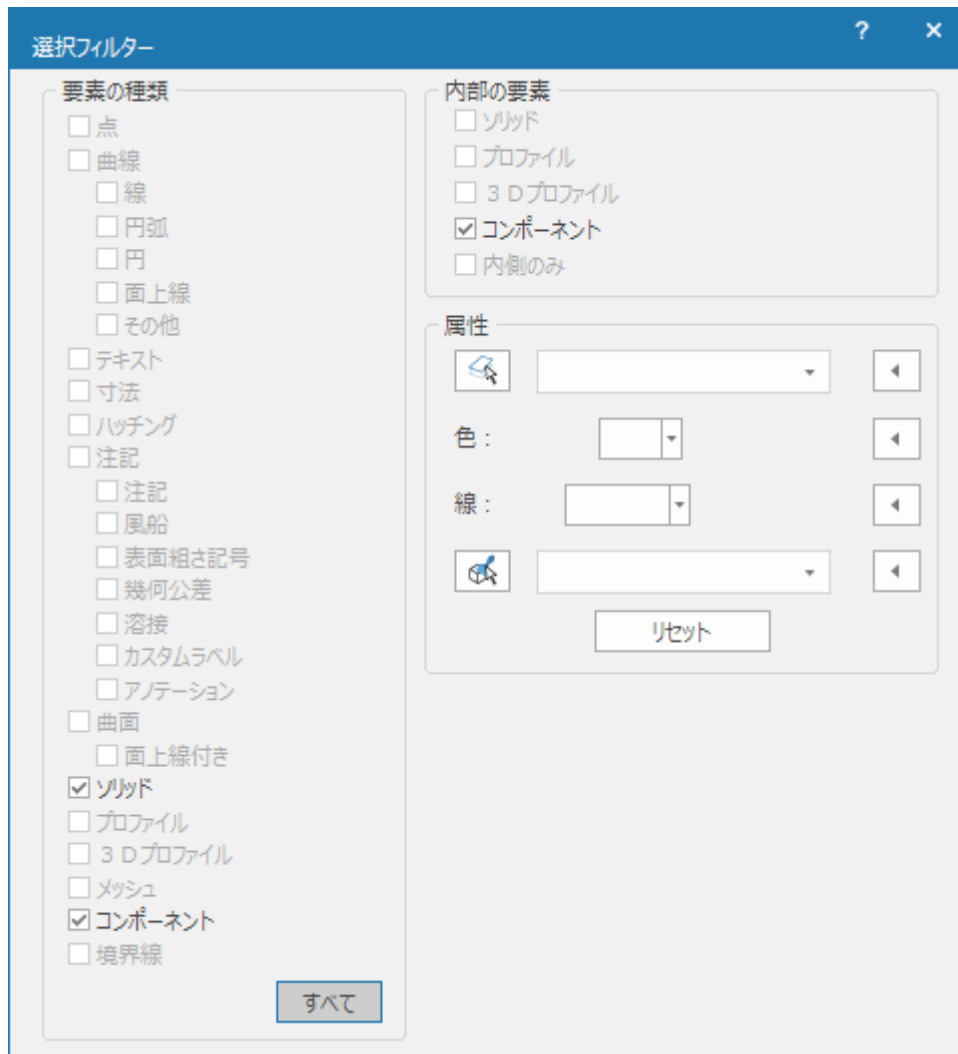 選択フィルター
?
×
要素の種類
点
曲線
線
円弧
円
面上線
その他
テキスト
寸法
ハッチング
注記
注記
風船
表面粗さ記号
幾何公差
溶接
カスタムラベル
アノテーション
曲面
面上線付き
ソリッド
プロファイル
３Ｄプロファイル
メッシュ
コンポーネント
境界線
すべて
内部の要素
ソリッド
プロファイル
３Ｄプロファイル
コンポーネント
内側のみ
属性
色：
線：
リセット